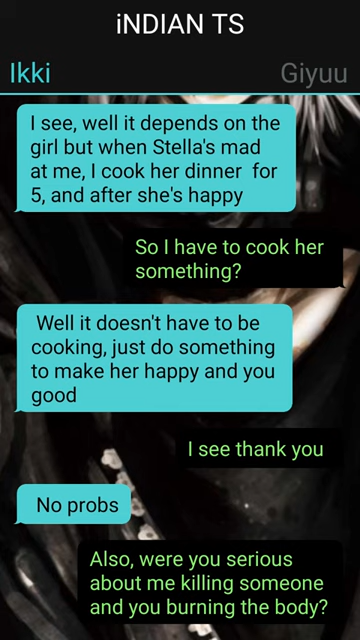 iNDIAN TS
Ikki Giyuu
I see, well it depends on the
girl but when Stella's mad
at me, I cook her dinner for
5, and after she's happy
So I have to cook her
something?
Well it doesn't have to be
cooking, just do something
to make her happy and you
good
I see thank you
No probs
Also, were you serious
about me killing someone
and you burning the body?